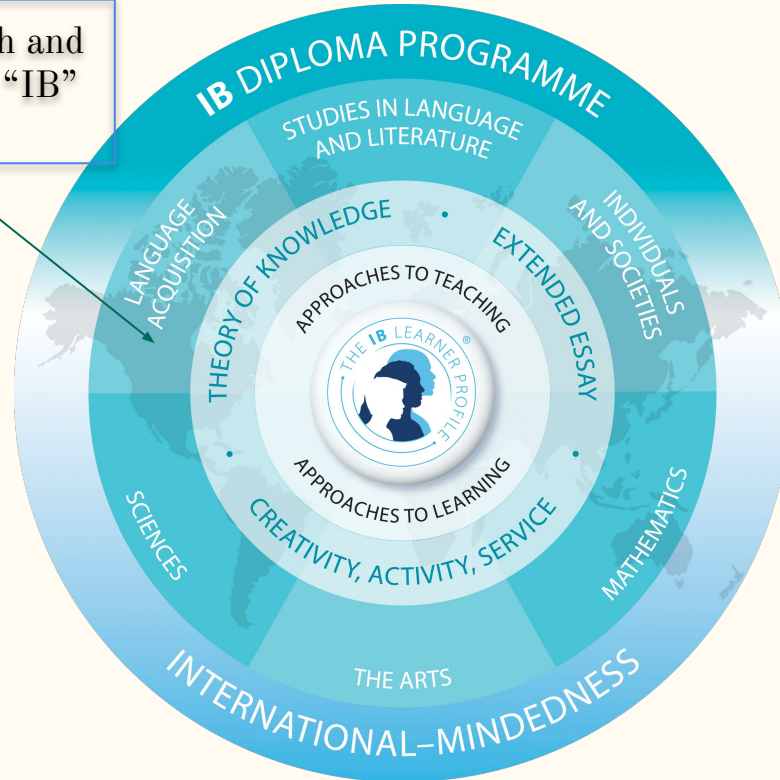 h and
“IB”
IB DIPLOMA PROGRAMME
STUDIES IN LANGUAGE
AND LITERATURE
LANGUAGE
ACQUISITION
INDIVIDUALS
AND SOCIETIES
THEORY OF KNOWLEDGE
EXTENDED ESSAY
APPROACHES TO TEACHING
THE IB LEARNER PROFILE ®
APPROACHES TO LEARNING
CREATIVITY, ACTIVITY, SERVICE
SCIENCES
MATHEMATICS
THE ARTS
INTERNATIONAL–MINDEDNESS